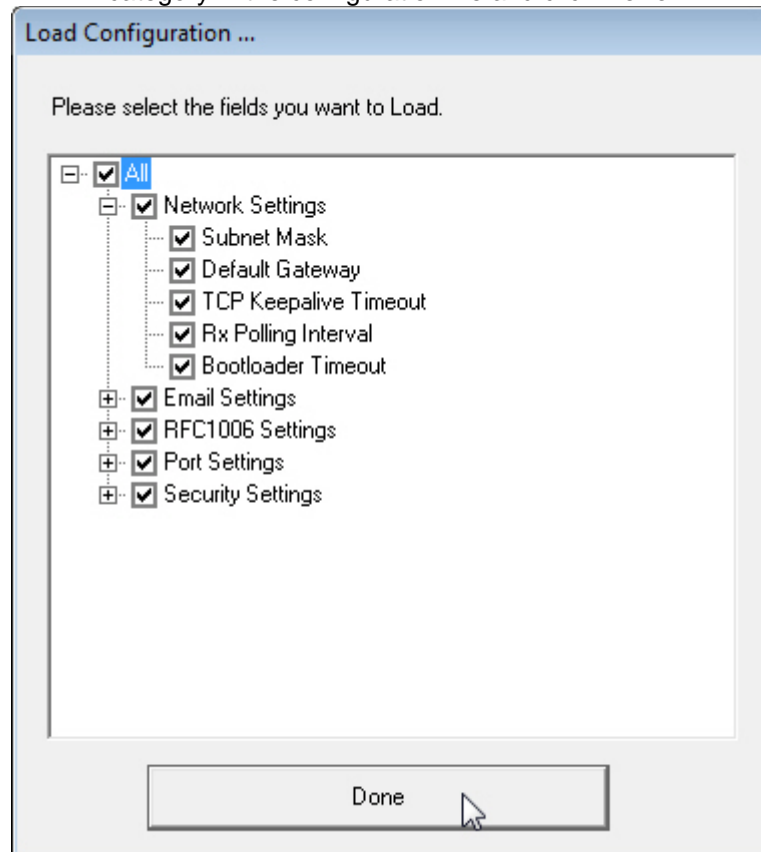 Load Configuration ...
Please select the fields you want to Load.
All
Network Settings
Subnet Mask
Default Gateway
TCP Keepalive Timeout
Rx Polling Interval
Bootloader Timeout
Email Settings
RFC1006 Settings
Port Settings
Security Settings
Done